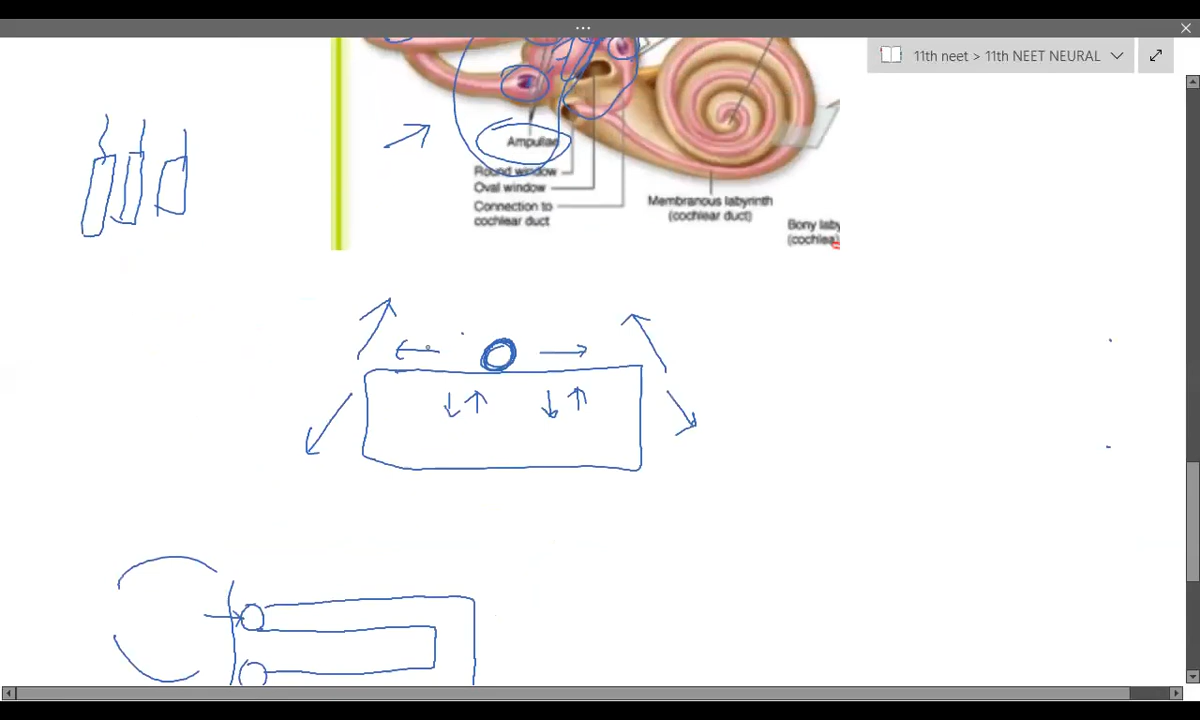 11th neet > 11th NEET NEURAL
Ampullae
Round window
Oval window
Connection to
cochlear duct
Membranous labyrinth
(cochlear duct)
Bony laby
(cochlea)